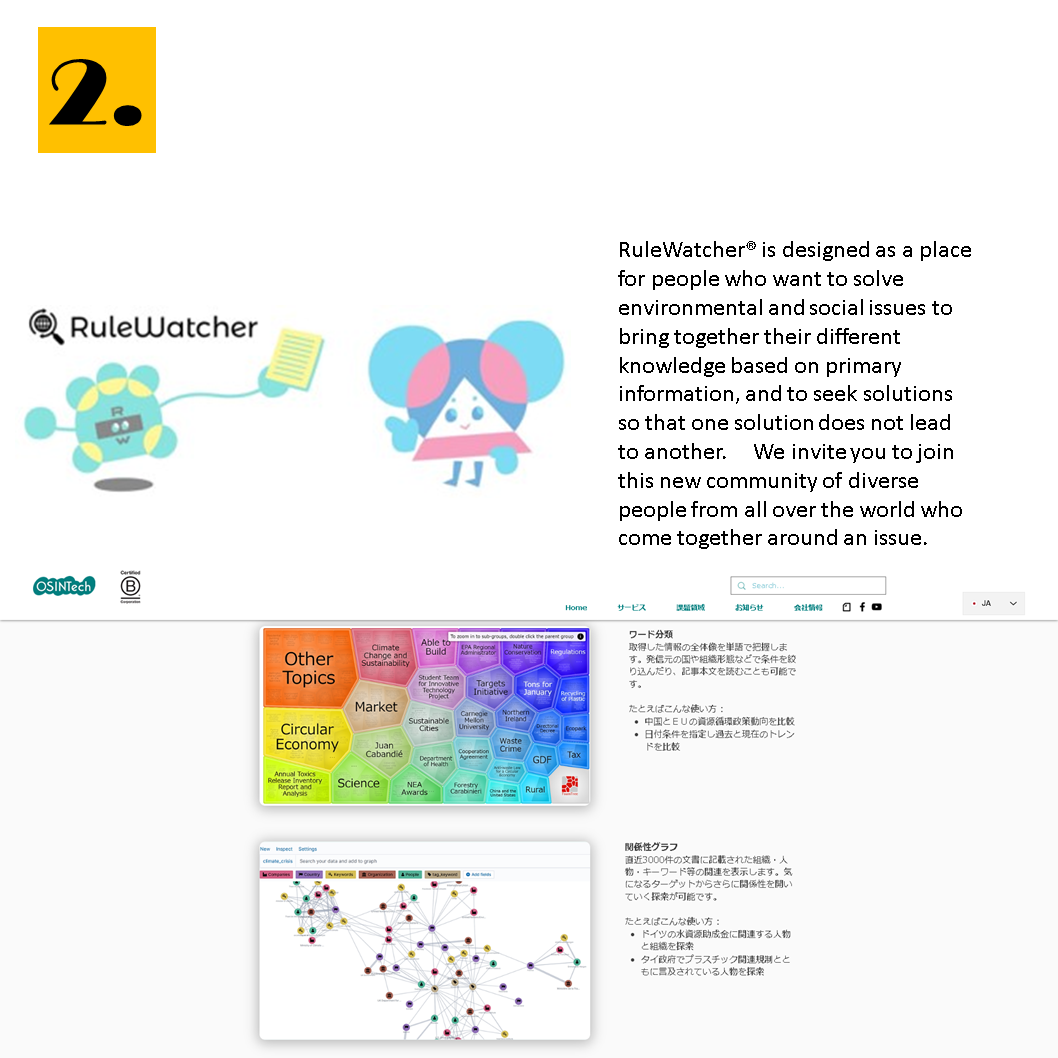 2.
RuleWatcher® is designed as a place
for people who want to solve
environmental and social issues to
bring together their different
knowledge based on primary
information, and to seek solutions
so that one solution does not lead
to another. We invite you to join
this new community of diverse
people from all over the world who
come together around an issue.
RuleWatcher
R
W
OSINTech
Certified
B
Corporation
Search...
Home サービス 課題領域 お知らせ 会社情報
JA
To zoom in to sub-groups, double click the parent group
Other
Topics
Climate
Change and
Sustainability
Able to
Build
EPA Regional
Administrator
Nature
Conservation
Regulations
Student Team
for Innovative
Technology
Project
Targets
Initiative
Tons for
January
Recycling
of Plastic
Market
Sustainable
Cities
Carnegie
Mellon
University
Northern
Ireland
Circular
Economy
Juan
Cabandié
Department
of Health
Cooperation
Agreement
Waste
Crime
GDF
Tax
Annual Toxics
Release Inventory
Report and
Analysis
Science
NEA
Awards
Forestry
Carabinieri
China and the
United States
Rural
ワード分類
取得した情報の全体像を単語で把握しま
す。発信元の国や組織形態などで条件を絞
り込んだり、記事本文を読むことも可能で
す。
たとえばこんな使い方：
• 中国とＥＵの資源循環政策動向を比較
• 日付条件を指定し過去と現在のトレン
ドを比較
New Inspect Settings
climate_crisis Search your data and add to graph
Companies Country Keywords Organization People tag_keyword Add fields
関係性グラフ
直近3000件の文書に記載された組織・人
物・キーワード等の関連を表示します。気
になるターゲットからさらに関係性を開い
ていく探索が可能です。
たとえばこんな使い方：
• ドイツの水資源助成金に関連する人物
と組織を探索
• タイ政府でプラスチック関連規制とと
もに言及されている人物を探索